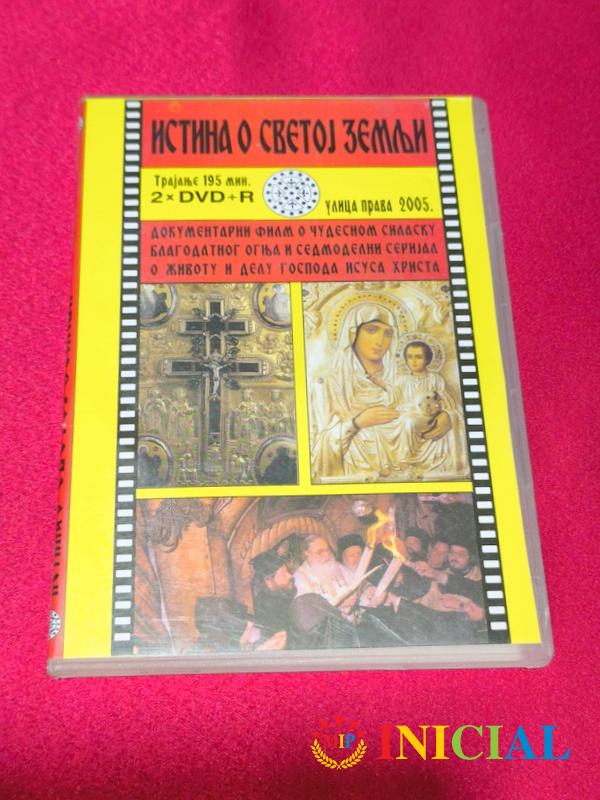 ИСТИНА О СВЕТОЈ ЗЕМЉИ
Трајање 195 мин.
2× DVD+R
улица права 2005.
ДОКУМЕНТАРНИ ФИЛМ О ЧУДЕСНОМ СИЛАСКУ
БЛАГОДАТНОГ ОГЊА И СЕДМОДЕЛНИ СЕРИЈАЛ
О ЖИВОТУ И ДЕЛУ ГОСПОДА ИСУСА ХРИСТА
VIP INICIAL